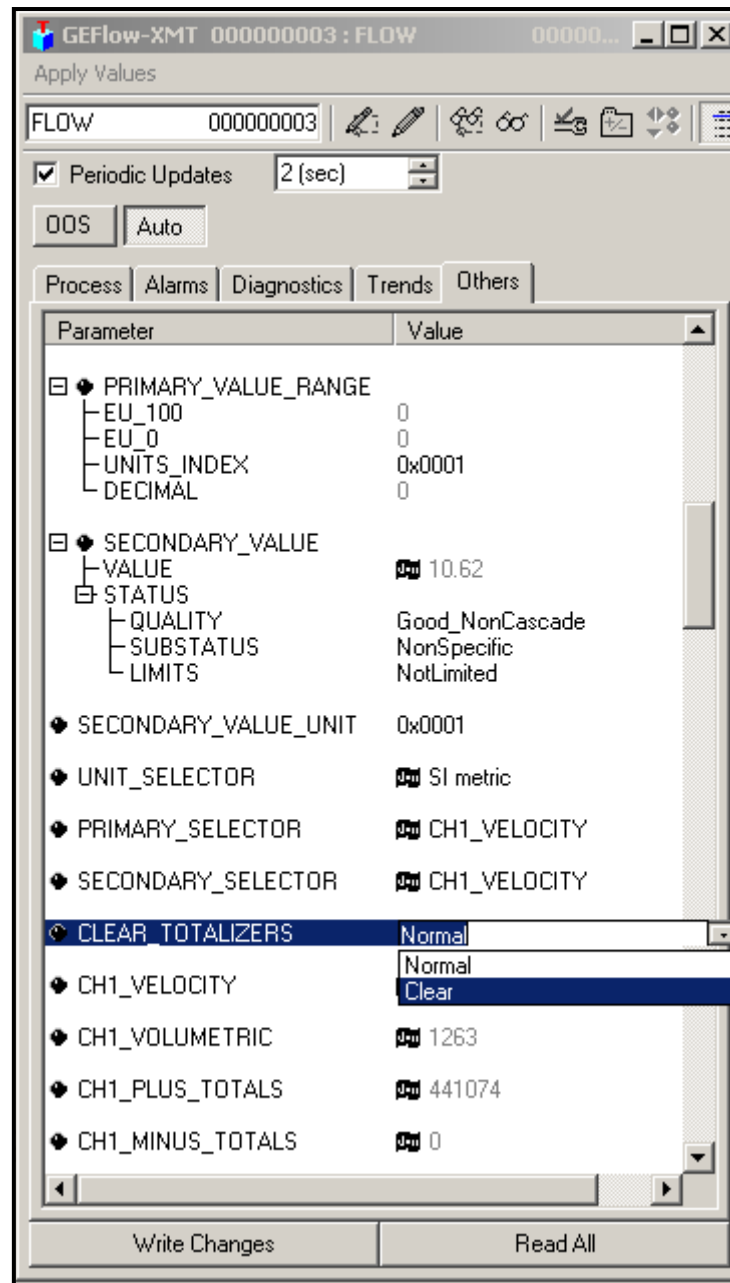 GEFlow-XMT 000000003 : FLOW 00000...
Apply Values
FLOW 000000003
Periodic Updates 2 (sec)
OOS Auto
Process Alarms Diagnostics Trends Others
Parameter Value
PRIMARY_VALUE_RANGE
EU_100 0
EU_0 0
UNITS_INDEX 0x0001
DECIMAL 0
SECONDARY_VALUE
VALUE 10.62
STATUS
QUALITY Good_NonCascade
SUBSTATUS NonSpecific
LIMITS NotLimited
SECONDARY_VALUE_UNIT 0x0001
UNIT_SELECTOR SI metric
PRIMARY_SELECTOR CH1_VELOCITY
SECONDARY_SELECTOR CH1_VELOCITY
CLEAR_TOTALIZERS Normal
Normal
CH1_VELOCITY Clear
CH1_VOLUMETRIC 1263
CH1_PLUS_TOTALS 441074
CH1_MINUS_TOTALS 0
Write Changes Read All